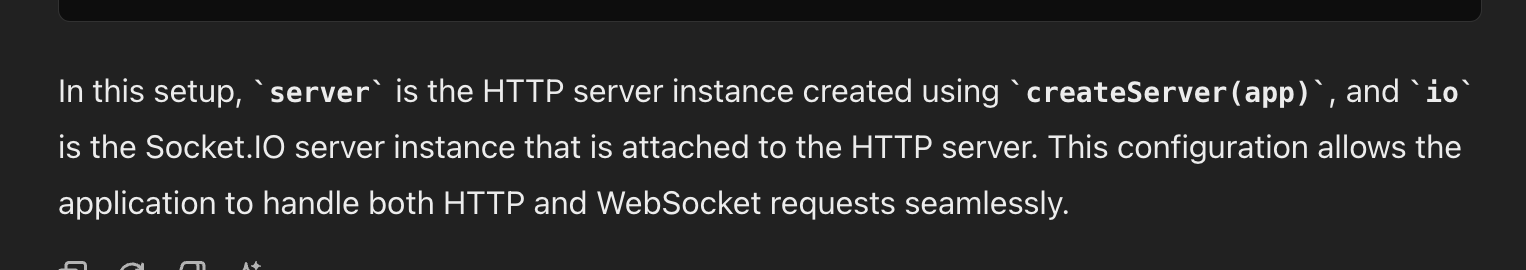 In this setup, `server` is the HTTP server instance created using `createServer(app)`, and `io`
is the Socket.IO server instance that is attached to the HTTP server. This configuration allows the
application to handle both HTTP and WebSocket requests seamlessly.